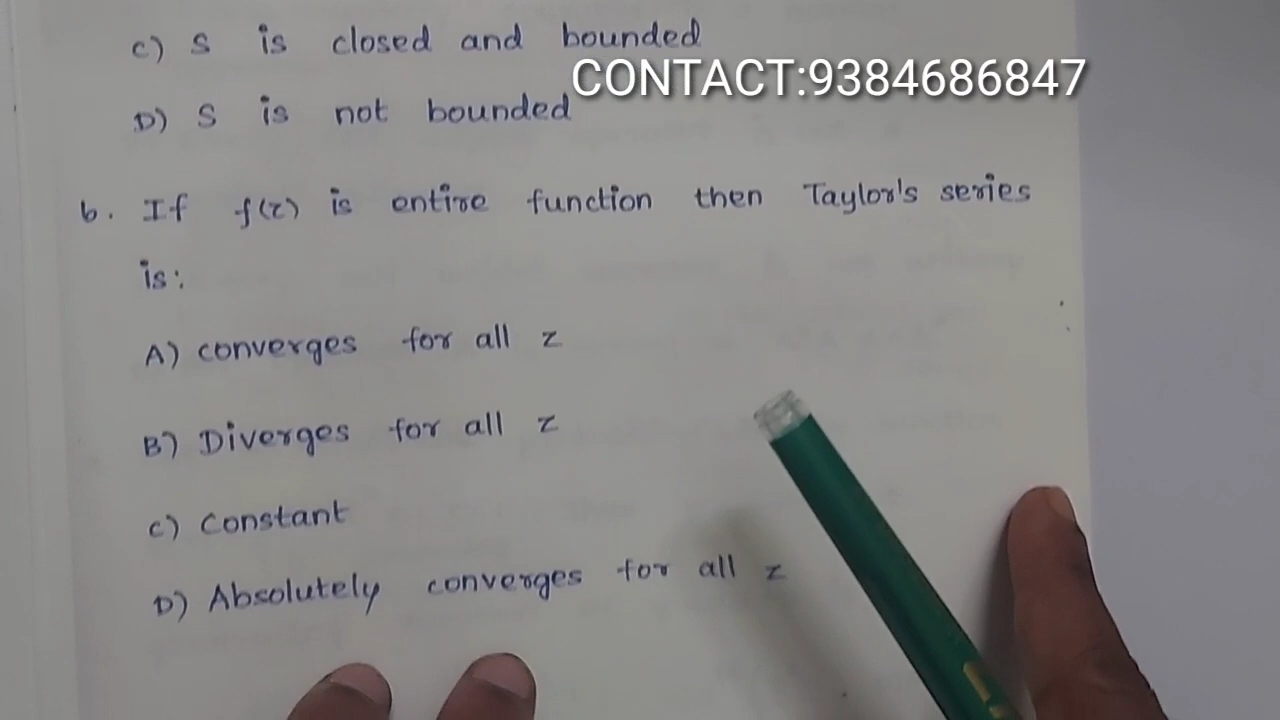 C) S is closed and bounded
CONTACT:9384686847
D) S is not bounded
6. If f(z) is entire function then Taylor's series
is:
A) converges for all z
B) Diverges for all z
C) Constant
D) Absolutely converges for all z